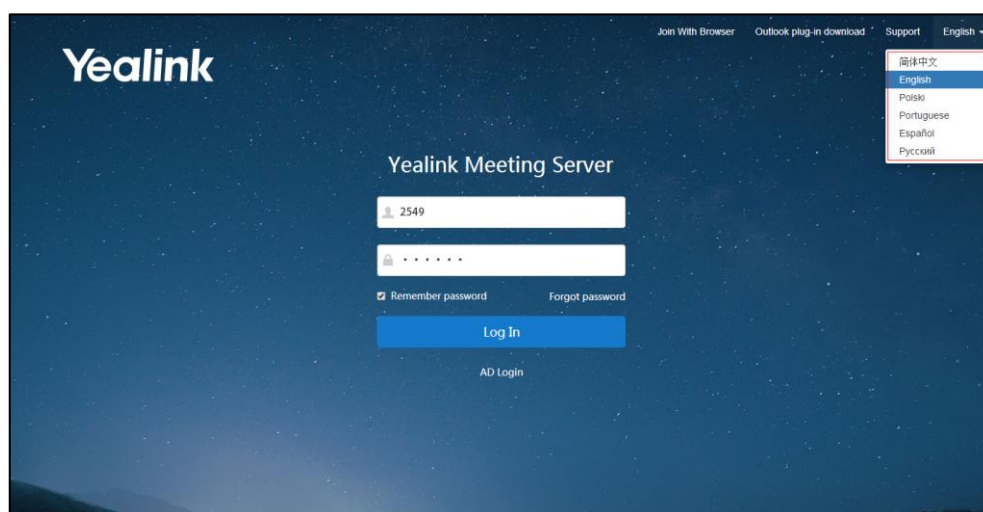 Join With Browser Outlook plug-in download Support English
Yealink
简体中文
English
Polski
Portuguese
Español
Русский
Yealink Meeting Server
2549
Remember password Forgot password
Log In
AD Login